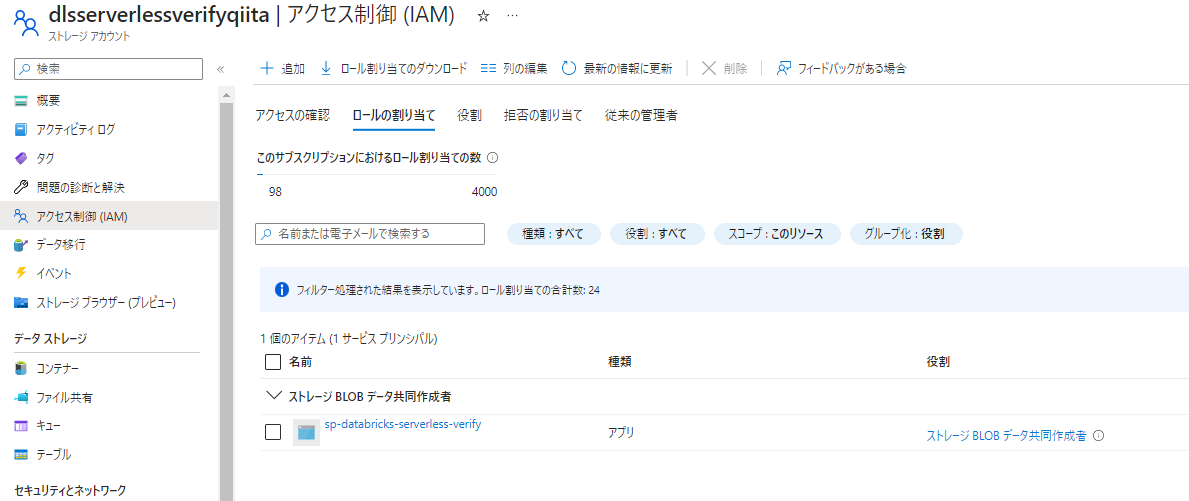 dlsserverlessverifyqiita | アクセス制御 (IAM) ☆ …
ストレージ アカウント
検索 «
追加 ロール割り当てのダウンロード 列の編集 最新の情報に更新 削除 フィードバックがある場合
概要
アクティビティ ログ
タグ
問題の診断と解決
アクセス制御 (IAM)
データ移行
イベント
ストレージ ブラウザー (プレビュー)
データ ストレージ
コンテナー
ファイル共有
キュー
テーブル
セキュリティとネットワーク
アクセスの確認 ロールの割り当て 役割 拒否の割り当て 従来の管理者
このサブスクリプションにおけるロール割り当ての数
98 4000
名前または電子メールで検索する 種類 : すべて 役割 : すべて スコープ : このリソース グループ化 : 役割
フィルター処理された結果を表示しています。ロール割り当ての合計数: 24
1 個のアイテム (1 サービス プリンシパル)
名前 種類 役割
ストレージ BLOB データ共同作成者
sp-databricks-serverless-verify アプリ ストレージ BLOB データ共同作成者